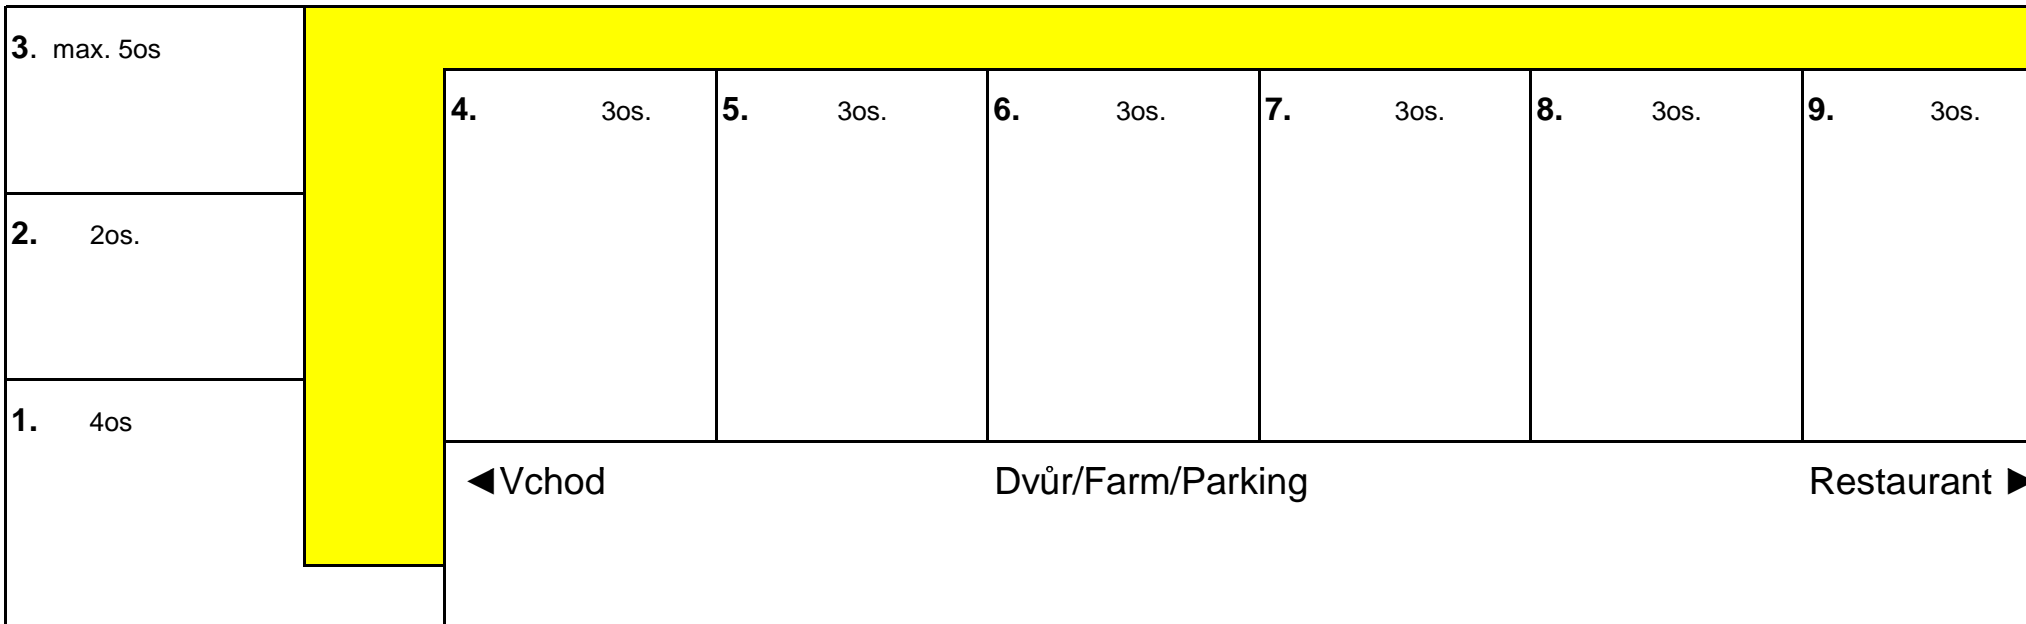 3. max. 5os
4. 3os. 5. 3os. 6. 3os. 7. 3os. 8. 3os. 9. 3os.
2. 2os.
1. 4os
◄Vchod Dvůr/Farm/Parking Restaurant ►